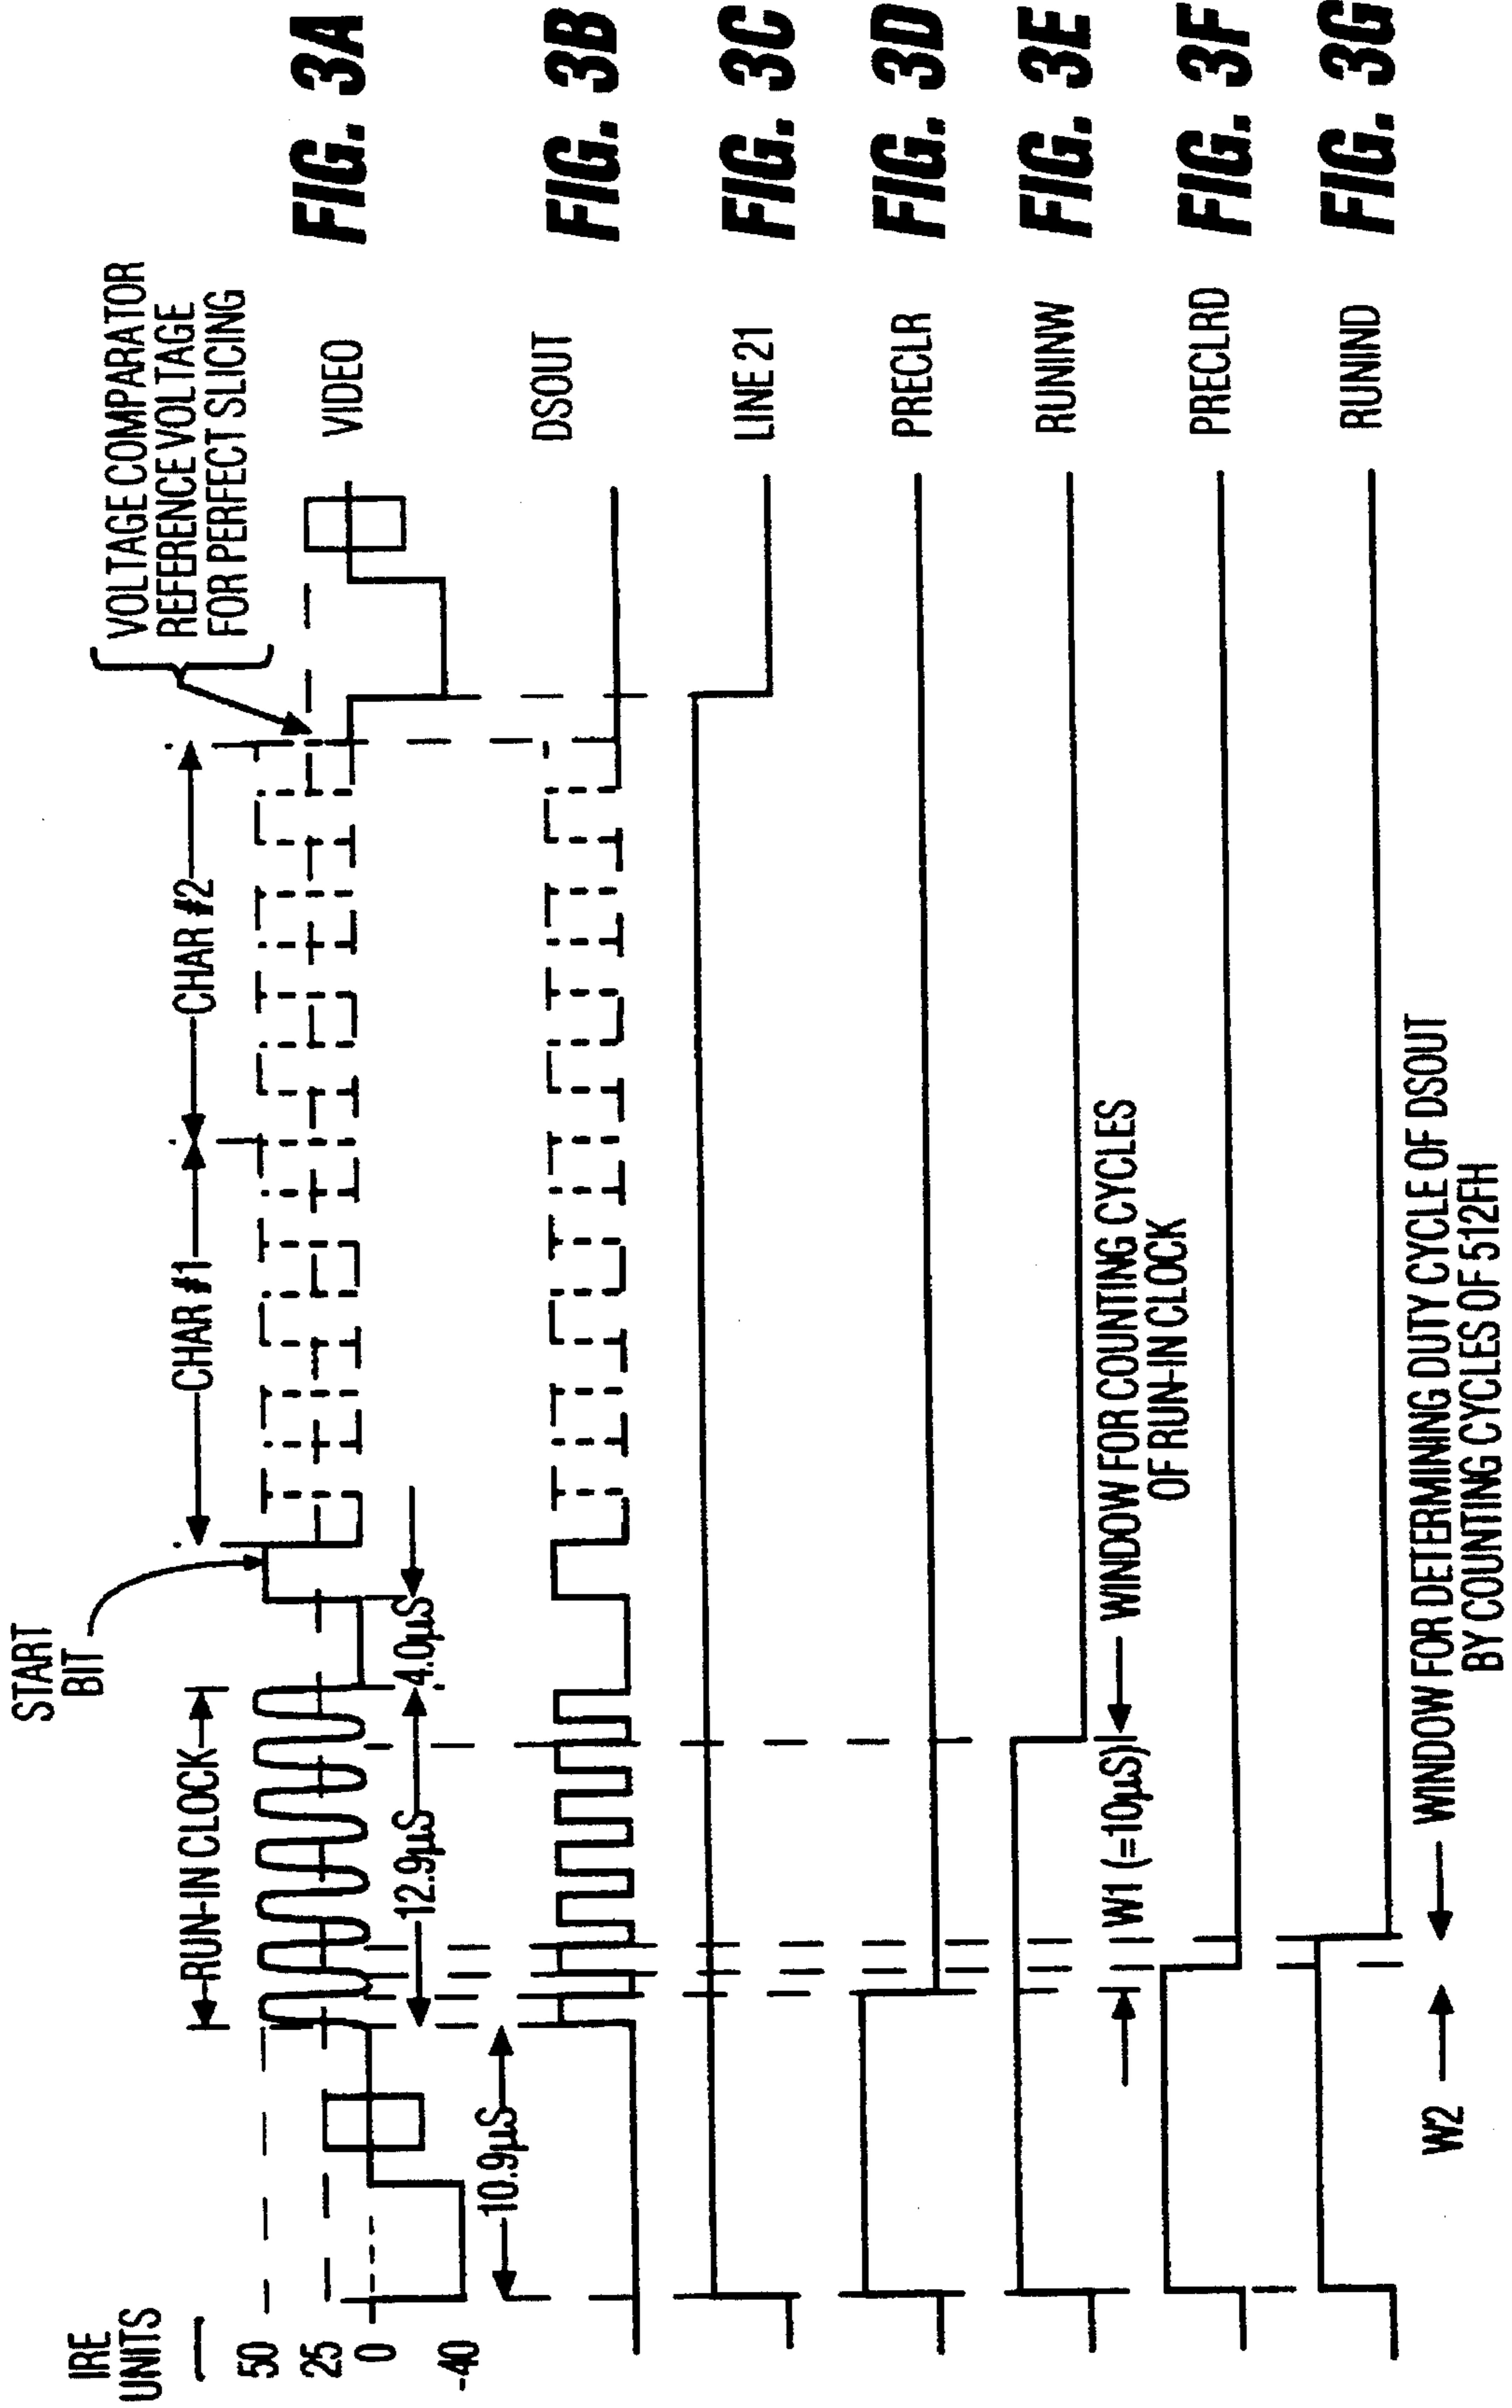 IRE
UNITS
50
25
0
-40
START
BIT
RUN-IN CLOCK
CHAR #1
CHAR #2
VOLTAGE COMPARATOR
REFERENCE VOLTAGE
FOR PERFECT SLICING
VIDEO
FIG. 3A
10.9µS
12.9µS
4.0µS
DSOUT
FIG. 3B
LINE 21
FIG. 3C
PRECLR
FIG. 3D
RUNINW
FIG. 3E
W1 (=10µS)
WINDOW FOR COUNTING CYCLES
OF RUN-IN CLOCK
PRECLRD
FIG. 3F
RUNIND
FIG. 3G
W2
WINDOW FOR DETERMINING DUTY CYCLE OF DSOUT
BY COUNTING CYCLES OF 512FH